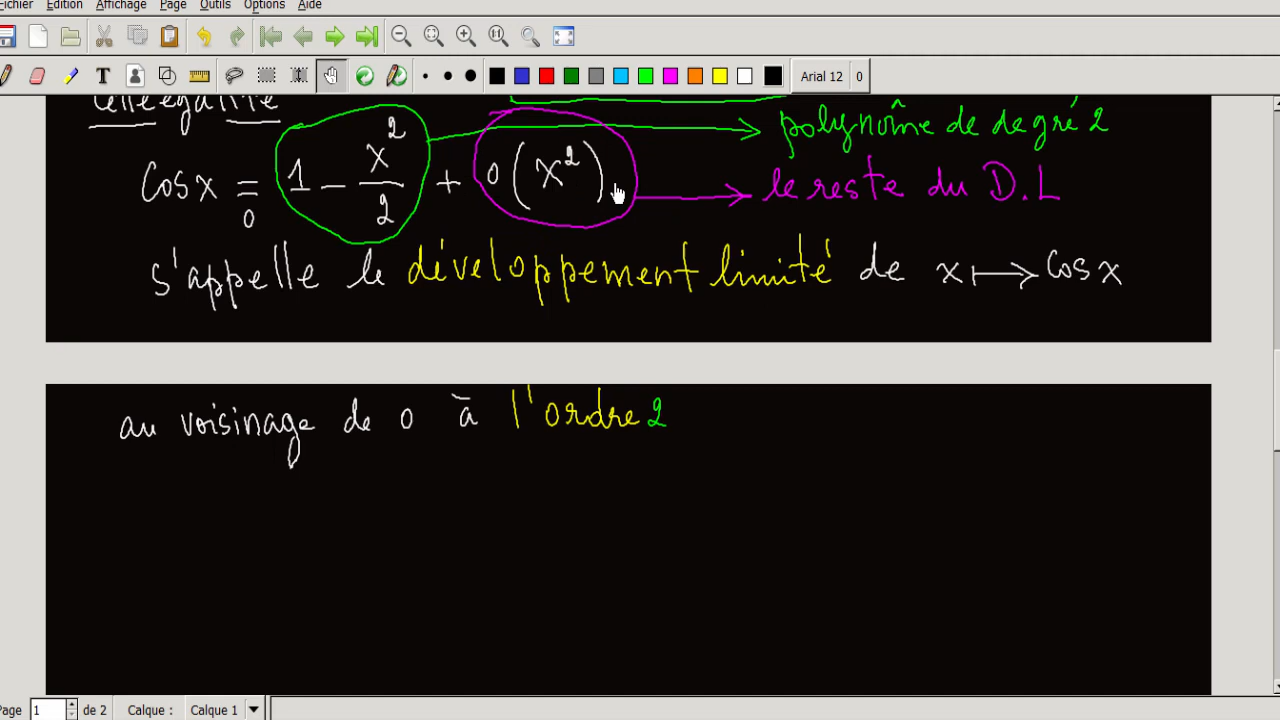 Fichier Edition Affichage Page Outils Options Aide
Arial 12 0
Cette égalité
polynôme de degré 2
Cos x = 1 - x² / 2 + o(x²)
0
le reste du D.L
s'appelle le développement limité de x ⟼ Cos x
au voisinage de 0 à l'ordre 2
Page 1 de 2 Calque : Calque 1